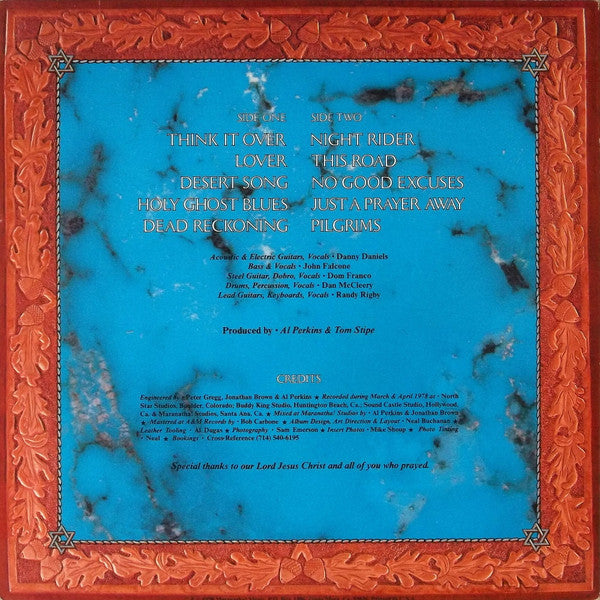 SIDE ONE
THINK IT OVER
LOVER
DESERT SONG
HOLY GHOST BLUES
DEAD RECKONING
SIDE TWO
NIGHT RIDER
THIS ROAD
NO GOOD EXCUSES
JUST A PRAYER AWAY
PILGRIMS
Acoustic & Electric Guitars, Vocals • Danny Daniels
Bass & Vocals • John Falcone
Steel Guitar, Dobro, Vocals • Dom Franco
Drums, Percussion, Vocals • Dan McCleery
Lead Guitars, Keyboards, Vocals • Randy Rigby
Produced by • Al Perkins & Tom Stipe
CREDITS
Engineered by • Peter Gregg, Jonathan Brown & Al Perkins ★ Recorded during March & April 1978 at • North
Star Studios, Boulder, Colorado; Buddy King Studio, Huntington Beach, Ca.; Sound Castle Studio, Hollywood,
Ca. & Maranatha! Studios, Santa Ana, Ca. ★ Mixed at Maranatha! Studios by • Al Perkins & Jonathan Brown
★ Mastered at A&M Records by • Bob Carbone ★ Album Design, Art Direction & Layout • Neal Buchanan ★
Leather Tooling • Al Dugas ★ Photography • Sam Emerson ★ Insert Photos • Mike Shoup ★ Photo Tinting
• Neal ★ Bookings • Cross-Reference (714) 540-6195
Special thanks to our Lord Jesus Christ and all of you who prayed.